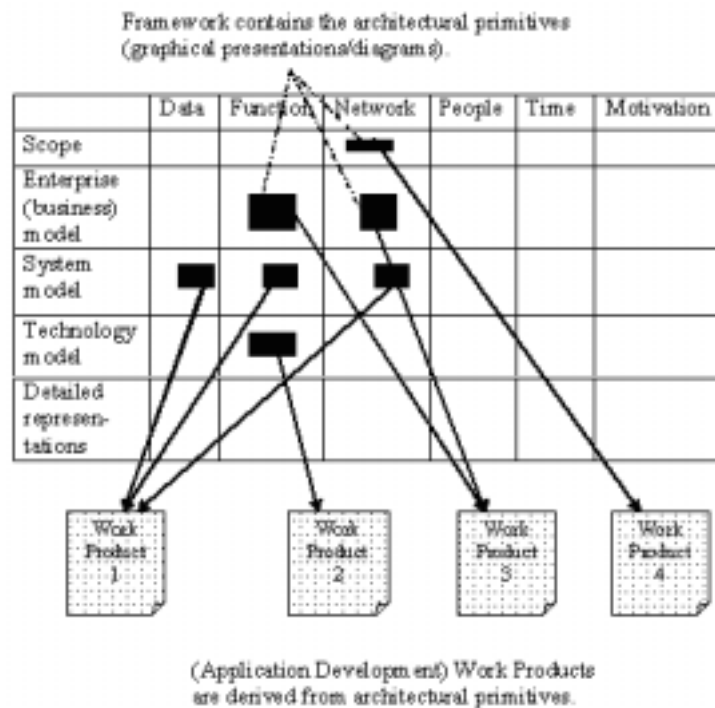 Framework contains the architectural primitives
(graphical presentations/diagrams).
Data Function Network People Time Motivation
Scope
Enterprise
(business)
model
System
model
Technology
model
Detailed
represen-
tations
Work
Product
1
Work
Product
2
Work
Product
3
Work
Product
4
(Application Development) Work Products
are derived from architectural primitives.